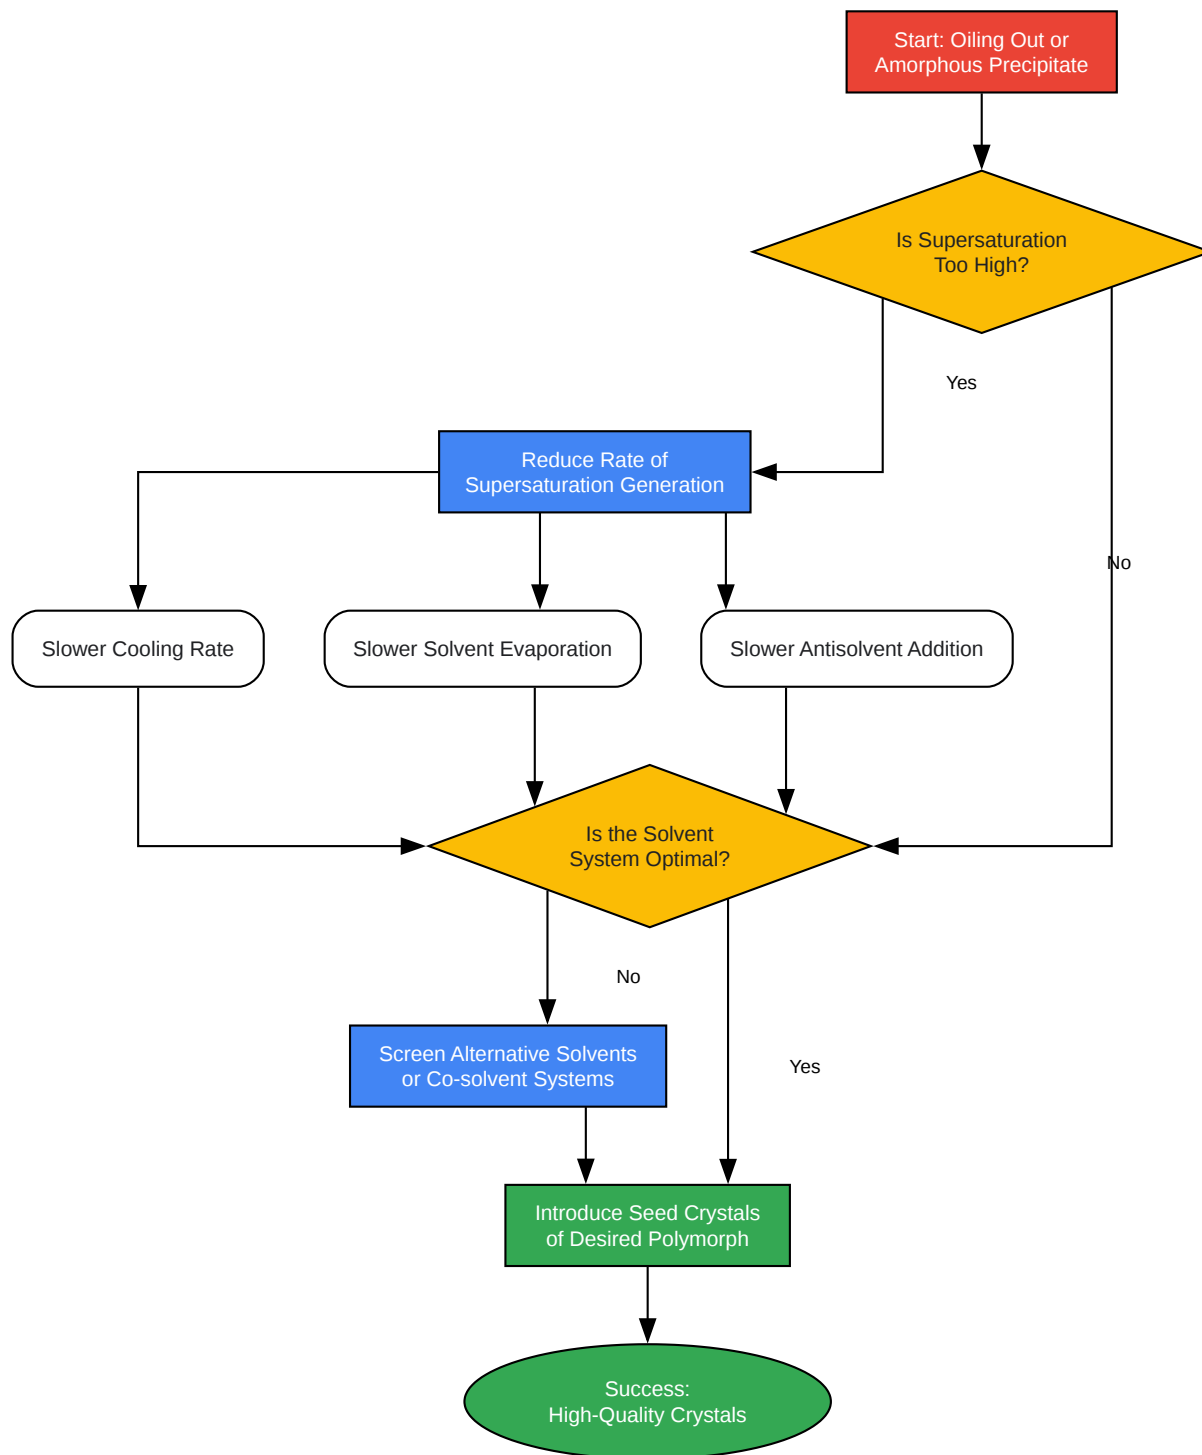 Start: Oiling Out or
Amorphous Precipitate
Is Supersaturation
Too High?
Yes
Reduce Rate of
Supersaturation Generation
No
Slower Cooling Rate
Slower Solvent Evaporation
Slower Antisolvent Addition
Is the Solvent
System Optimal?
No
Screen Alternative Solvents
or Co-solvent Systems
Yes
Introduce Seed Crystals
of Desired Polymorph
Success:
High-Quality Crystals